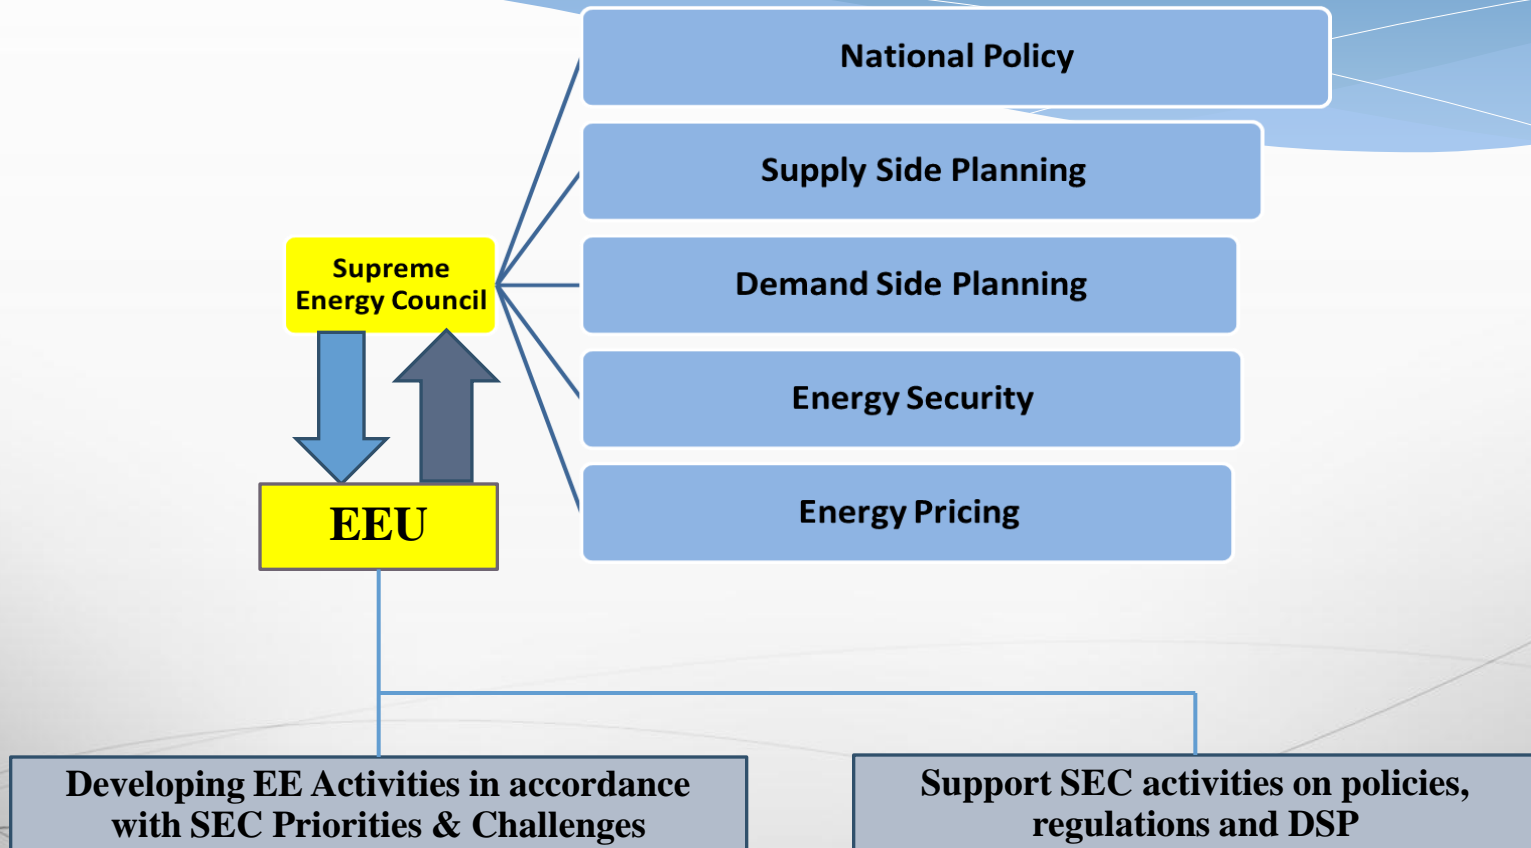 National Policy
Supply Side Planning
Supreme
Energy Council
Demand Side Planning
Energy Security
Energy Pricing
EEU
Developing EE Activities in accordance
with SEC Priorities & Challenges
Support SEC activities on policies,
regulations and DSP